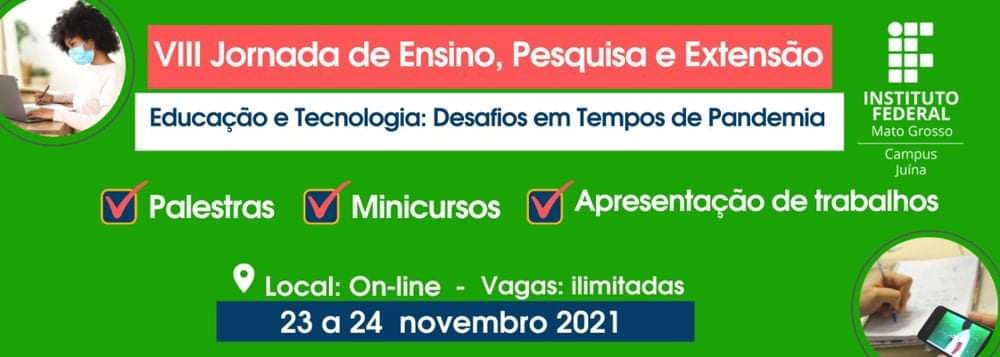 VIII Jornada de Ensino, Pesquisa e Extensão
Educação e Tecnologia: Desafios em Tempos de Pandemia
INSTITUTO
FEDERAL
Mato Grosso
Campus
Juína
Palestras
Minicursos
Apresentação de trabalhos
Local: On-line - Vagas: ilimitadas
23 a 24 novembro 2021